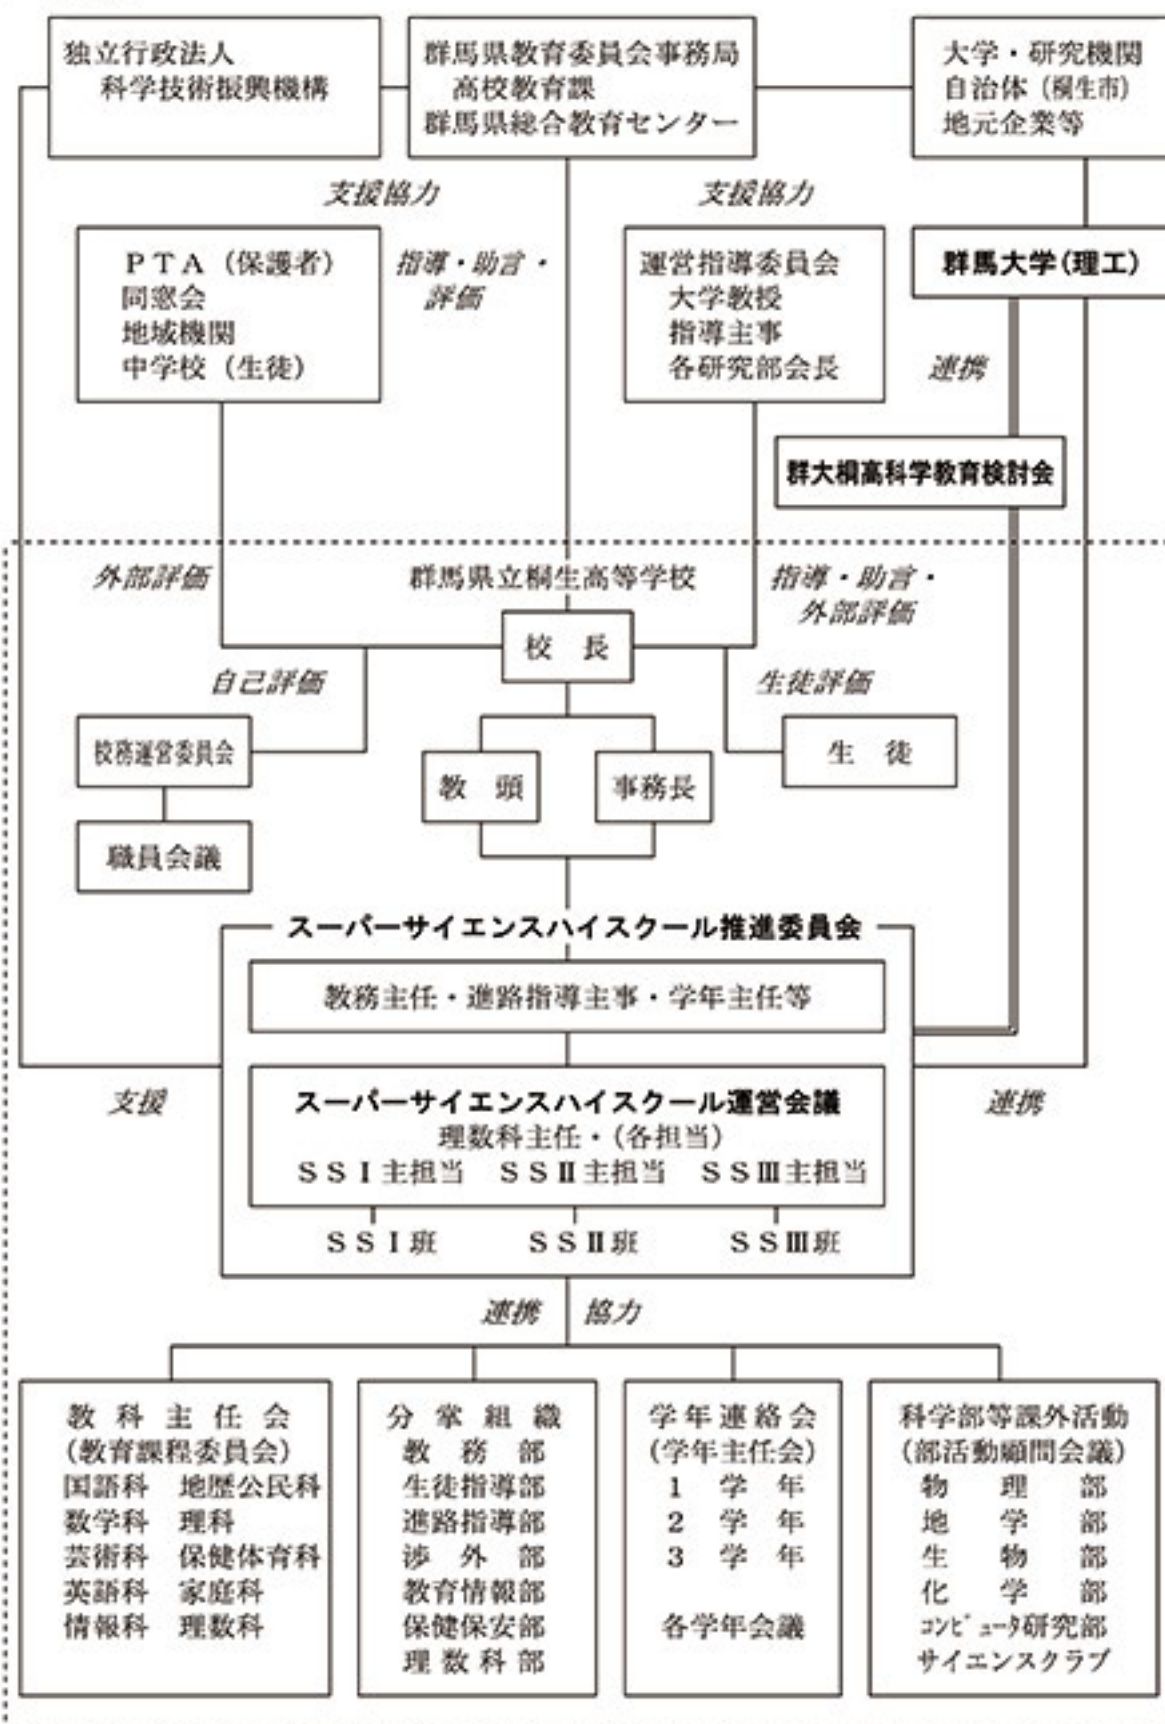 独立行政法人
科学技術振興機構
群馬県教育委員会事務局
高校教育課
群馬県総合教育センター
大学・研究機関
自治体（桐生市）
地元企業等
支援協力
支援協力
ＰＴＡ（保護者）
同窓会
地域機関
中学校（生徒）
指導・助言・
評価
運営指導委員会
大学教授
指導主事
各研究部会長
群馬大学(理工)
連携
群大桐高科学教育検討会
外部評価
群馬県立桐生高等学校
指導・助言・
外部評価
校　長
自己評価
生徒評価
校務運営委員会
教　頭
事務長
生　徒
職員会議
スーパーサイエンスハイスクール推進委員会
教務主任・進路指導主事・学年主任等
支援
スーパーサイエンスハイスクール運営会議
理数科主任・(各担当)
ＳＳⅠ主担当　ＳＳⅡ主担当　ＳＳⅢ主担当
連携
ＳＳⅠ班　ＳＳⅡ班　ＳＳⅢ班
連携　協力
教科主任会
(教育課程委員会)
国語科　地歴公民科
数学科　理科
芸術科　保健体育科
英語科　家庭科
情報科　理数科
分掌組織
教務部
生徒指導部
進路指導部
渉外部
教育情報部
保健保安部
理数科部
学年連絡会
(学年主任会)
1　学　年
2　学　年
3　学　年
各学年会議
科学部等課外活動
(部活動顧問会議)
物理部
地学部
生物部
化学部
ｺﾝﾋﾟｭｰﾀ研究部
サイエンスクラブ